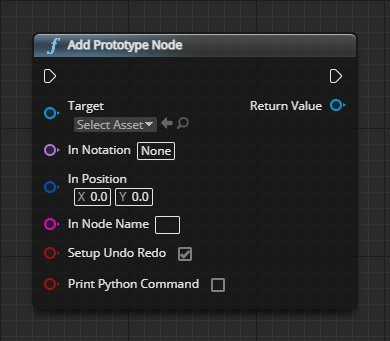 f Add Prototype Node
Target Return Value
Select Asset
In Notation None
In Position
X 0.0 Y 0.0
In Node Name
Setup Undo Redo
Print Python Command